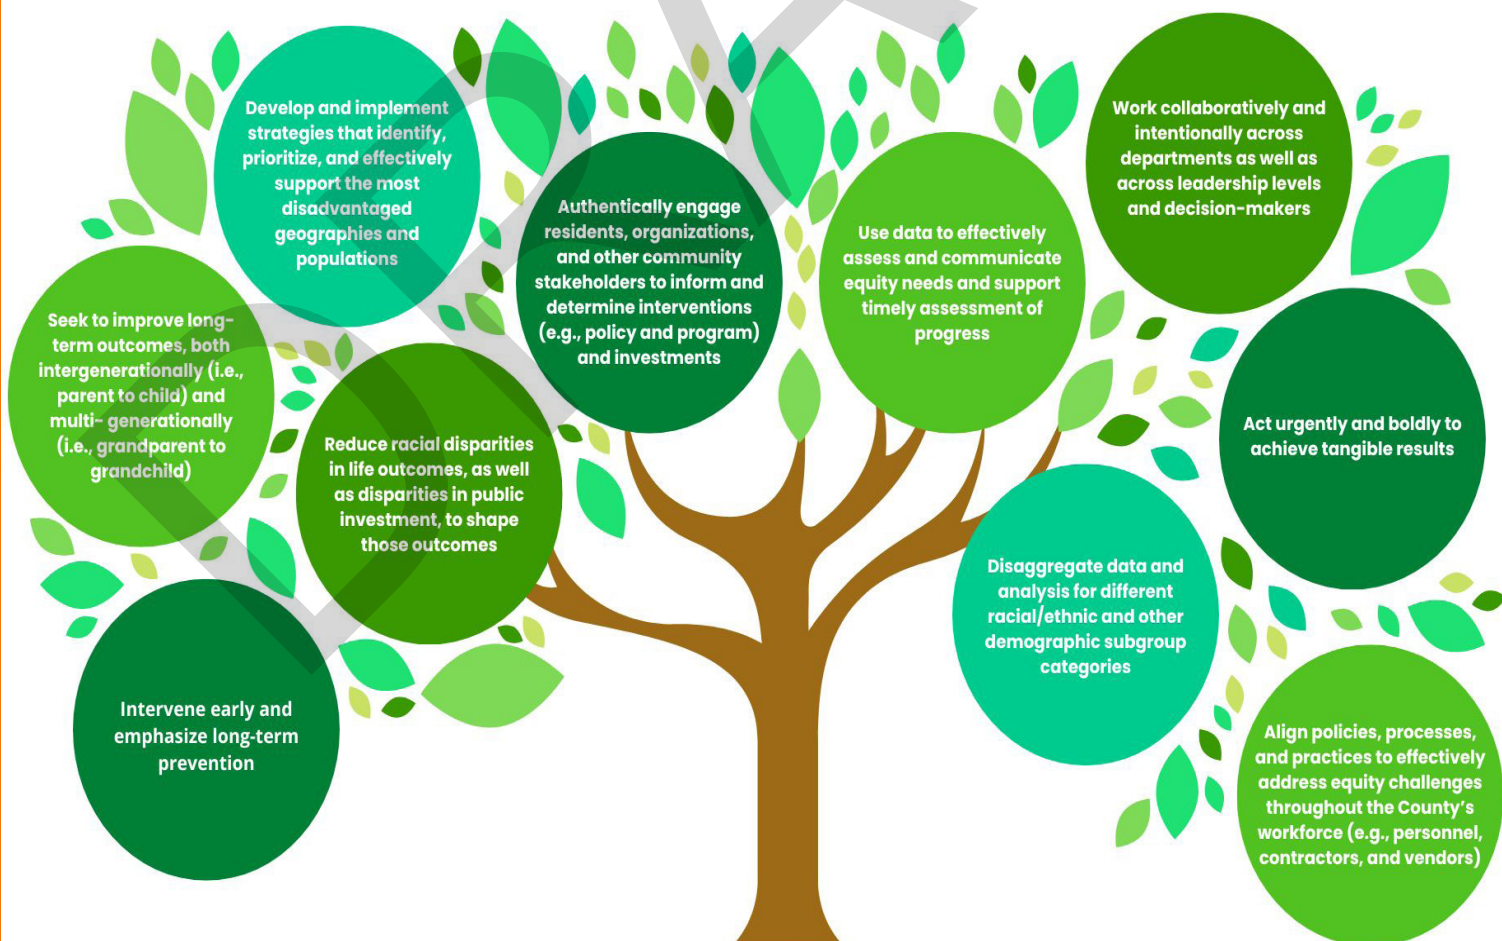 Develop and implement
strategies that identify,
prioritize, and effectively
support the most
disadvantaged
geographies and
populations
Authentically engage
residents, organizations,
and other community
stakeholders to inform and
determine interventions
(e.g., policy and program)
and investments
Use data to effectively
assess and communicate
equity needs and support
timely assessment of
progress
Work collaboratively and
intentionally across
departments as well as
across leadership levels
and decision-makers
Seek to improve long-
term outcomes, both
intergenerationally (i.e.,
parent to child) and
multi- generationally
(i.e., grandparent to
grandchild)
Reduce racial disparities
in life outcomes, as well
as disparities in public
investment, to shape
those outcomes
Act urgently and boldly to
achieve tangible results
Disaggregate data and
analysis for different
racial/ethnic and other
demographic subgroup
categories
Intervene early and
emphasize long-term
prevention
Align policies, processes,
and practices to effectively
address equity challenges
throughout the County's
workforce (e.g., personnel,
contractors, and vendors)